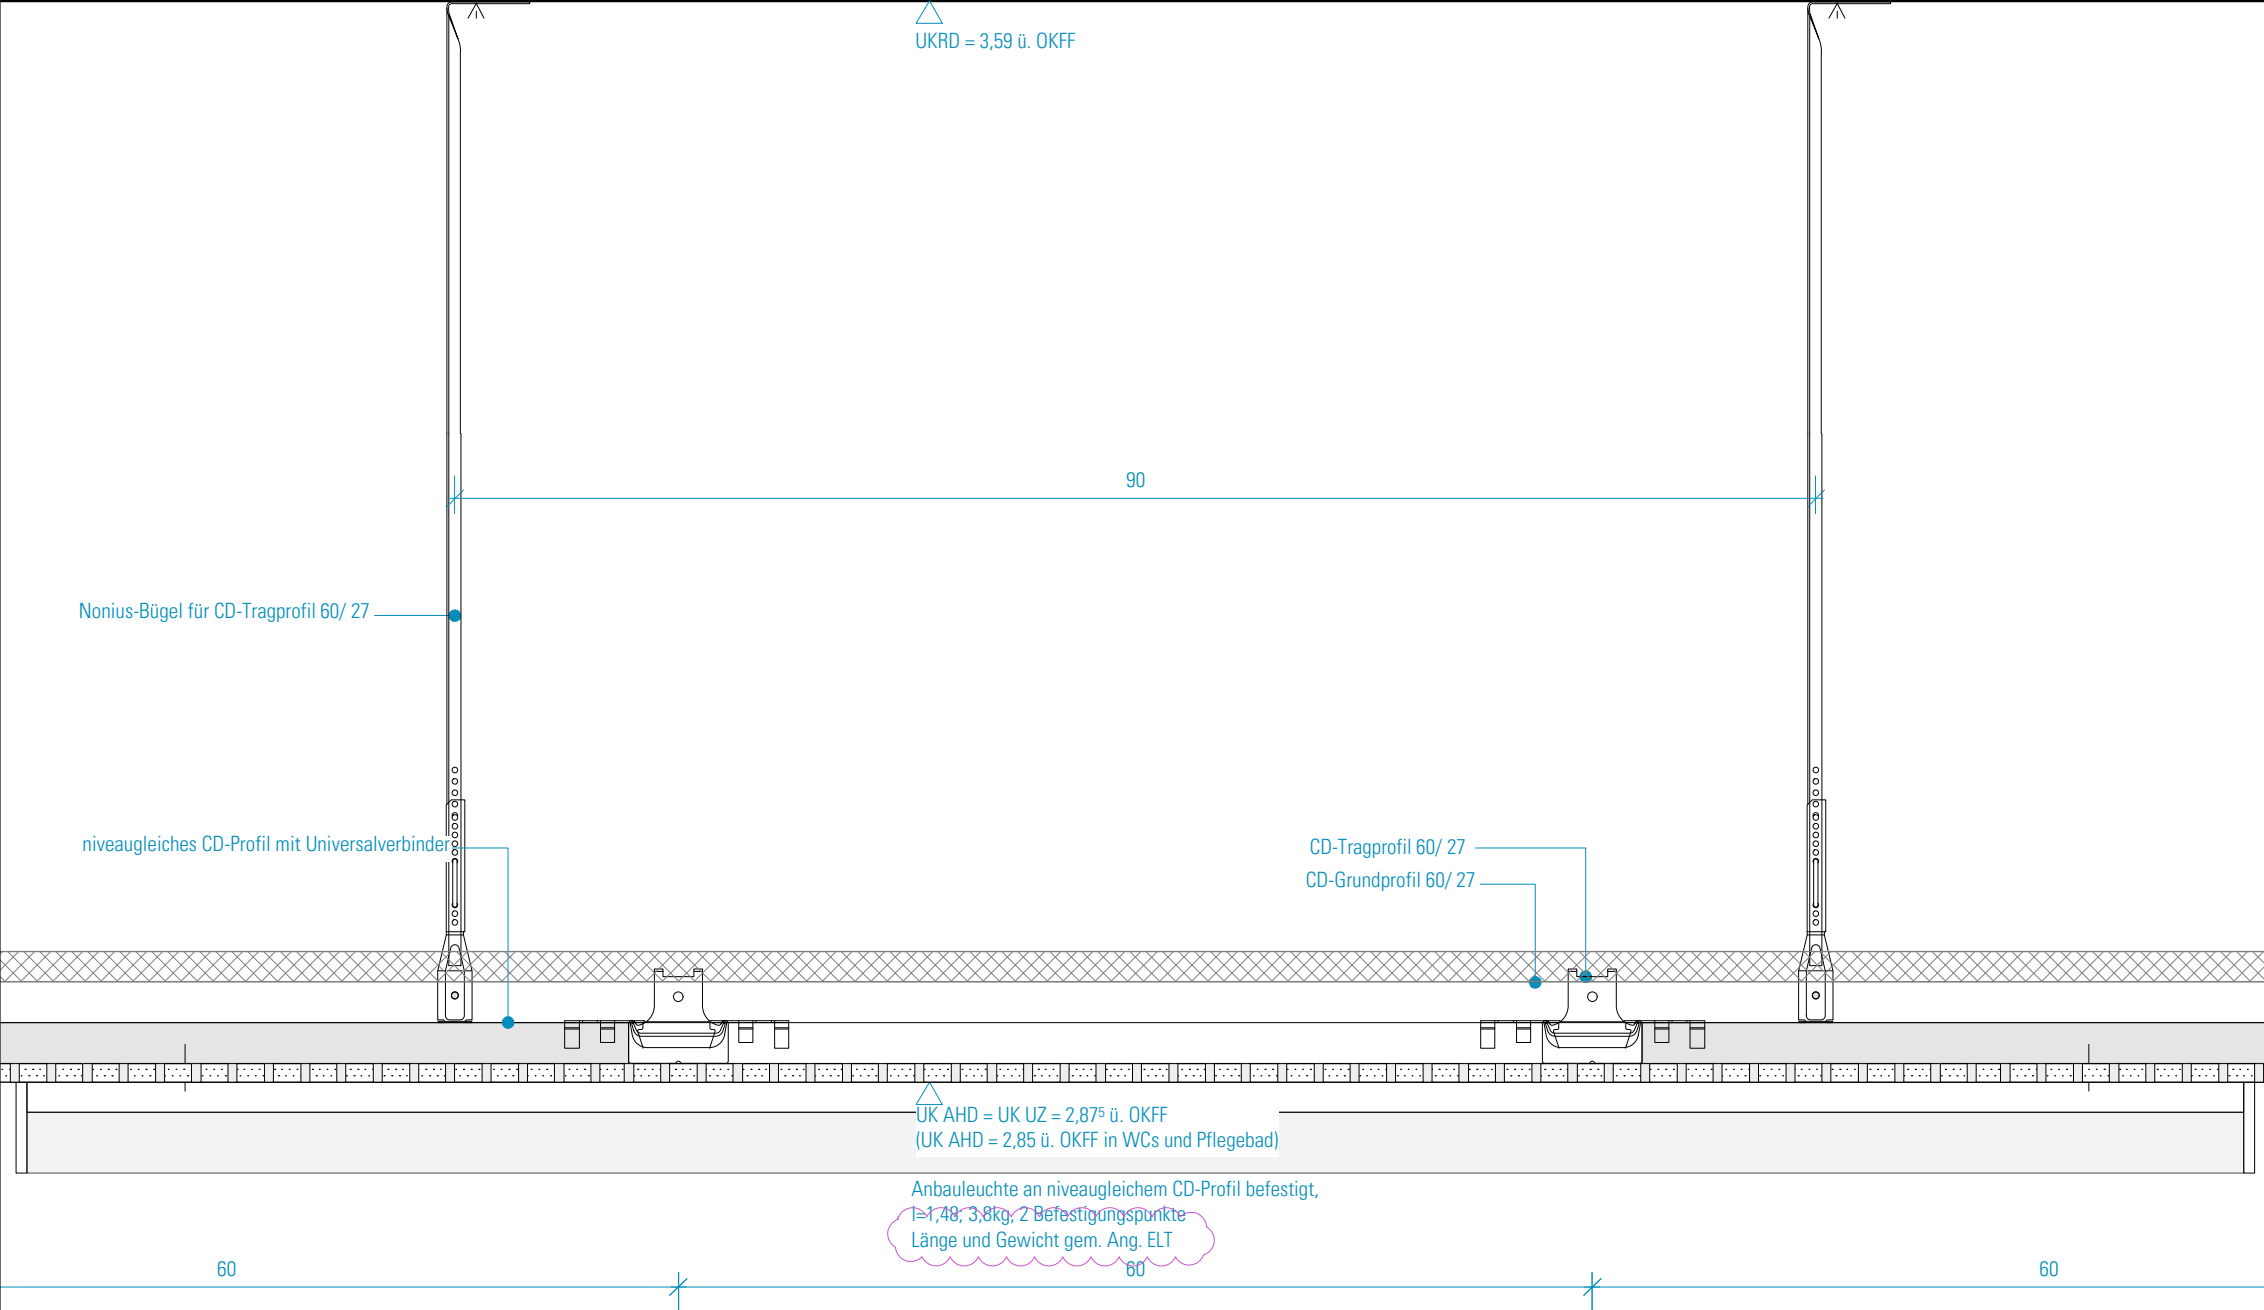 UKRD = 3,59 ü. OKFF
90
Nonius-Bügel für CD-Tragprofil 60/ 27
niveaugleiches CD-Profil mit Universalverbinder
CD-Tragprofil 60/ 27
CD-Grundprofil 60/ 27
UK AHD = UK UZ = 2,87⁵ ü. OKFF
(UK AHD = 2,85 ü. OKFF in WCs und Pflegebad)
Anbauleuchte an niveaugleichem CD-Profil befestigt,
l=1,48; 3,8kg, 2 Befestigungspunkte
Länge und Gewicht gem. Ang. ELT
60
60
60